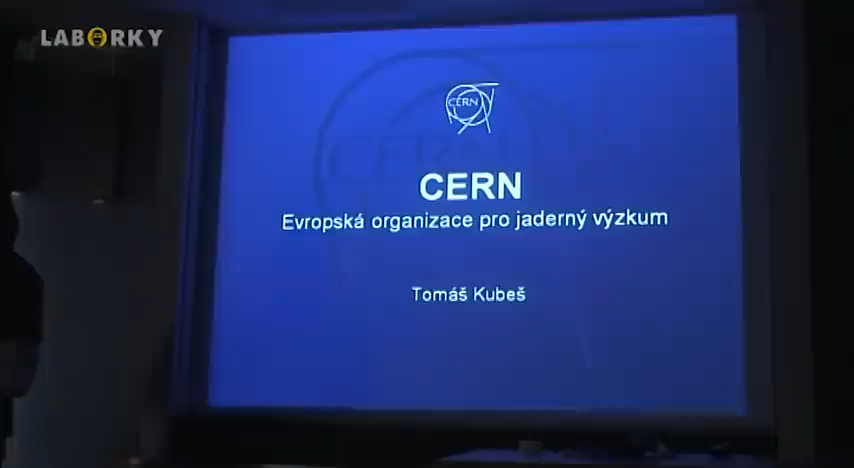 LABORKY
CERN
CERN
Evropská organizace pro jaderný výzkum
Tomáš Kubeš